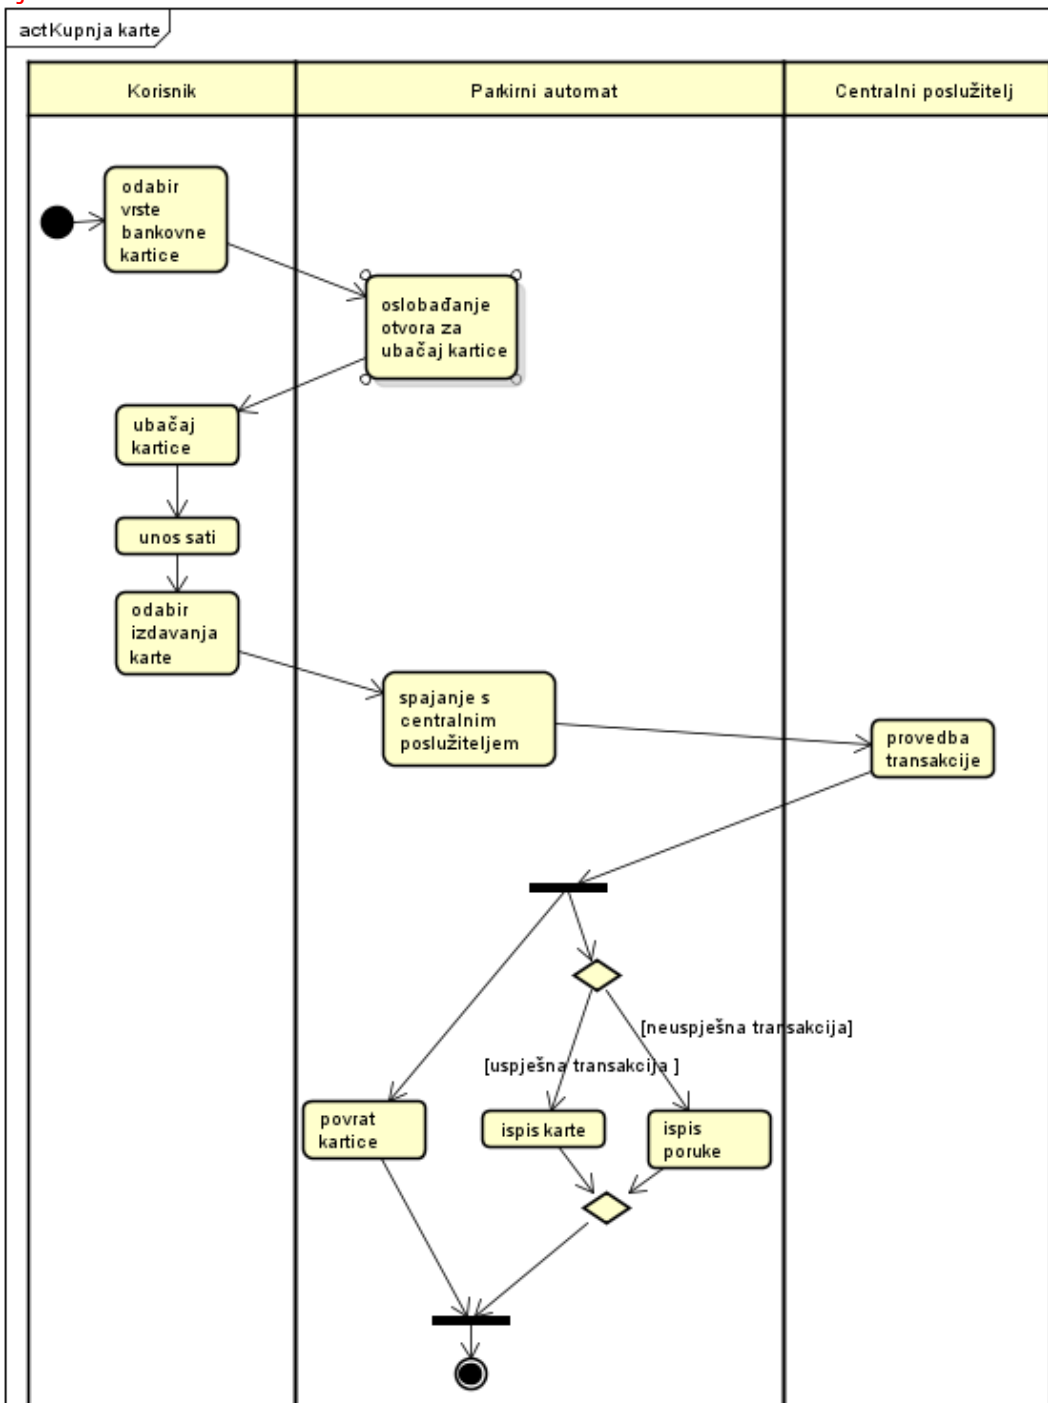 act Kupnja karte
Korisnik
Parkirni automat
Centralni poslužitelj
odabir
vrste
bankovne
kartice
oslobađanje
otvora za
ubačaj kartice
ubačaj
kartice
unos sati
odabir
izdavanja
karte
spajanje s
centralnim
poslužiteljem
provedba
transakcije
[neuspješna transakcija]
[uspješna transakcija ]
povrat
kartice
ispis karte
ispis
poruke